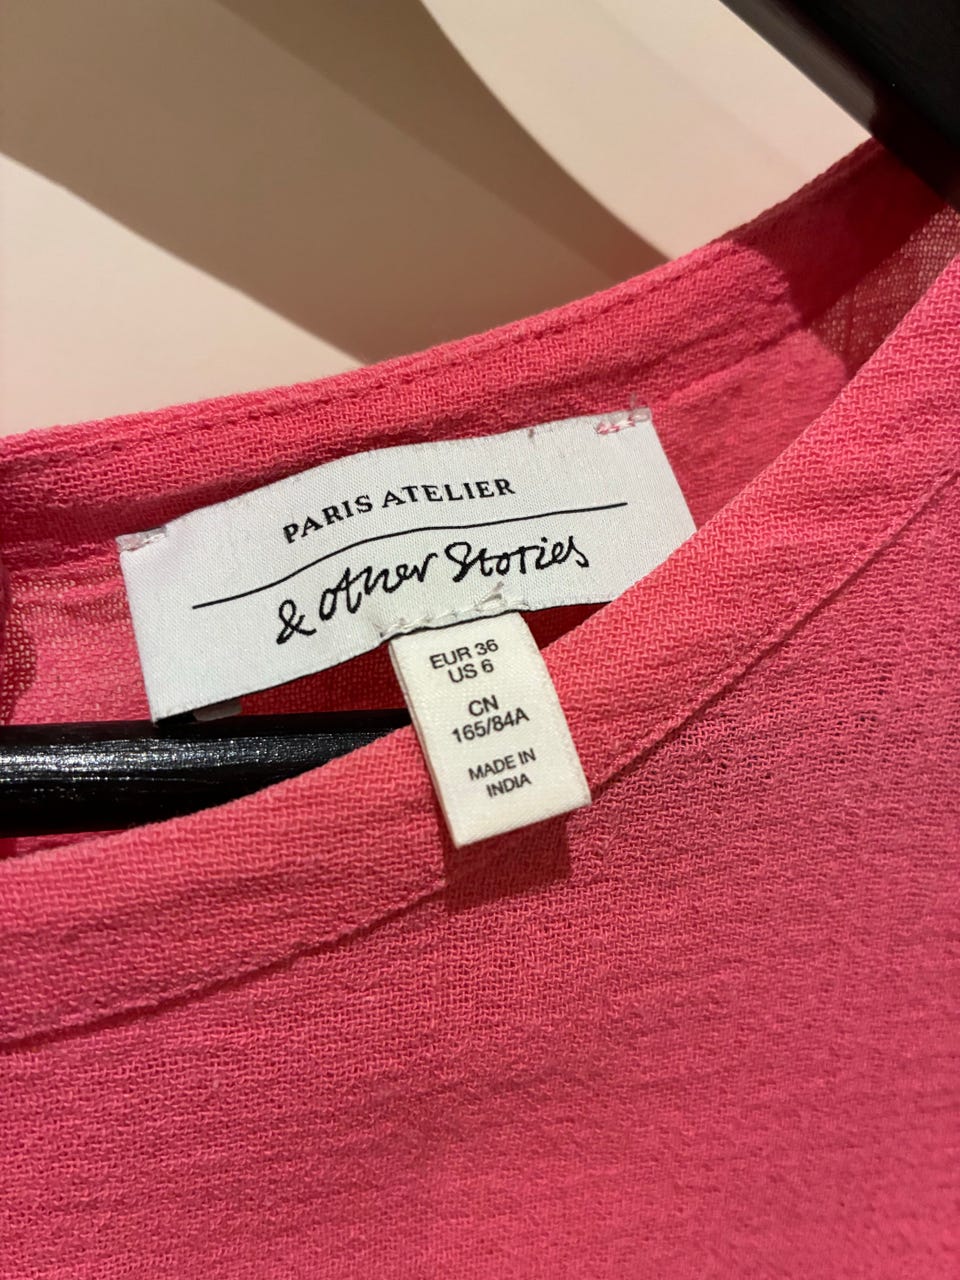 PARIS ATELIER
& Other Stories
EUR 36
US 6
CN
165/84A
MADE IN
INDIA